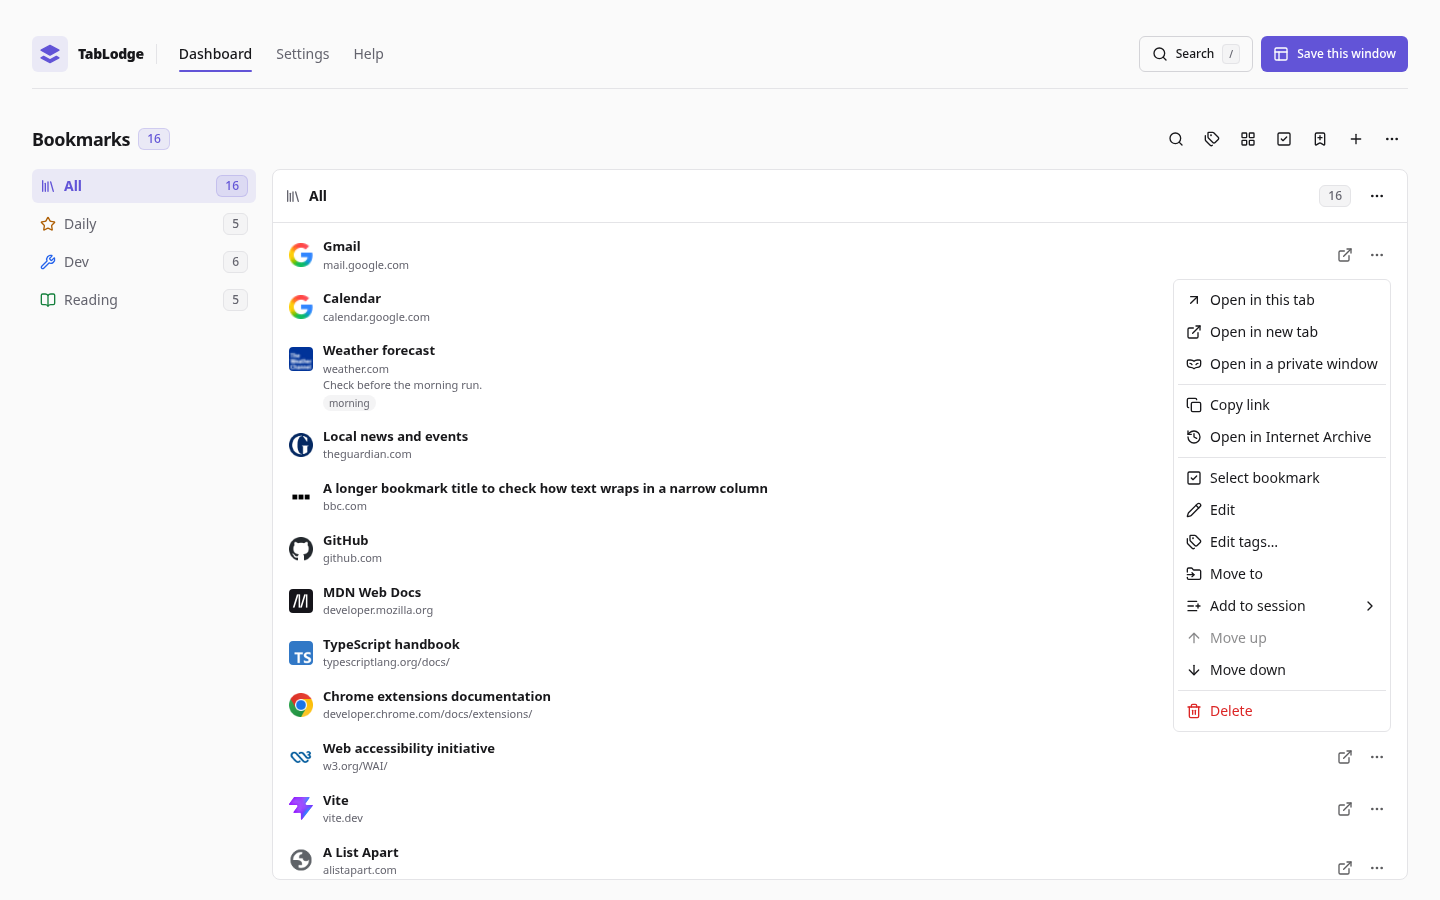 TabLodge
Dashboard
Settings
Help
Search /
Save this window
Bookmarks 16
All 16
Daily 5
Dev 6
Reading 5
All 16
Gmail
mail.google.com
Calendar
calendar.google.com
The
Weather
Channel
Weather forecast
weather.com
Check before the morning run.
morning
Local news and events
theguardian.com
A longer bookmark title to check how text wraps in a narrow column
bbc.com
GitHub
github.com
MDN Web Docs
developer.mozilla.org
TS
TypeScript handbook
typescriptlang.org/docs/
Chrome extensions documentation
developer.chrome.com/docs/extensions/
Web accessibility initiative
w3.org/WAI/
Vite
vite.dev
A List Apart
alistapart.com
Open in this tab
Open in new tab
Open in a private window
Copy link
Open in Internet Archive
Select bookmark
Edit
Edit tags...
Move to
Add to session
Move up
Move down
Delete